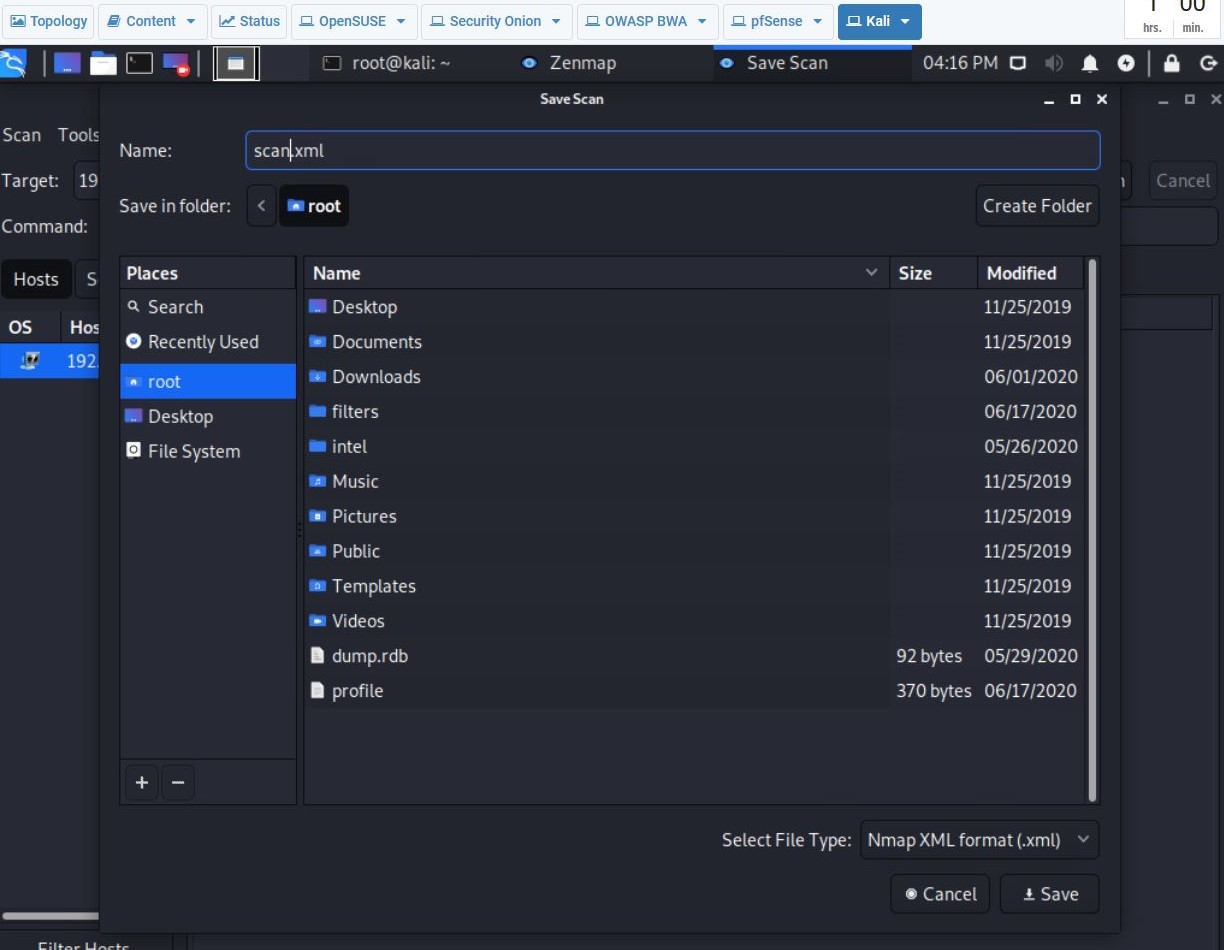 Topology Content Status OpenSUSE Security Onion OWASP BWA pfSense Kali
hrs. min.
root@kali: ~ Zenmap Save Scan 04:16 PM
Save Scan
Scan Tools
Name: scan.xml
Target: 19 Cancel
Save in folder: root Create Folder
Command:
Hosts
Places Name Size Modified
OS
Search
Recently Used
root
Desktop
File System
Desktop 11/25/2019
Documents 11/25/2019
Downloads 06/01/2020
filters 06/17/2020
intel 05/26/2020
Music 11/25/2019
Pictures 11/25/2019
Public 11/25/2019
Templates 11/25/2019
Videos 11/25/2019
dump.rdb 92 bytes 05/29/2020
profile 370 bytes 06/17/2020
192.
+ −
Select File Type: Nmap XML format (.xml)
Cancel Save
Filter Hosts